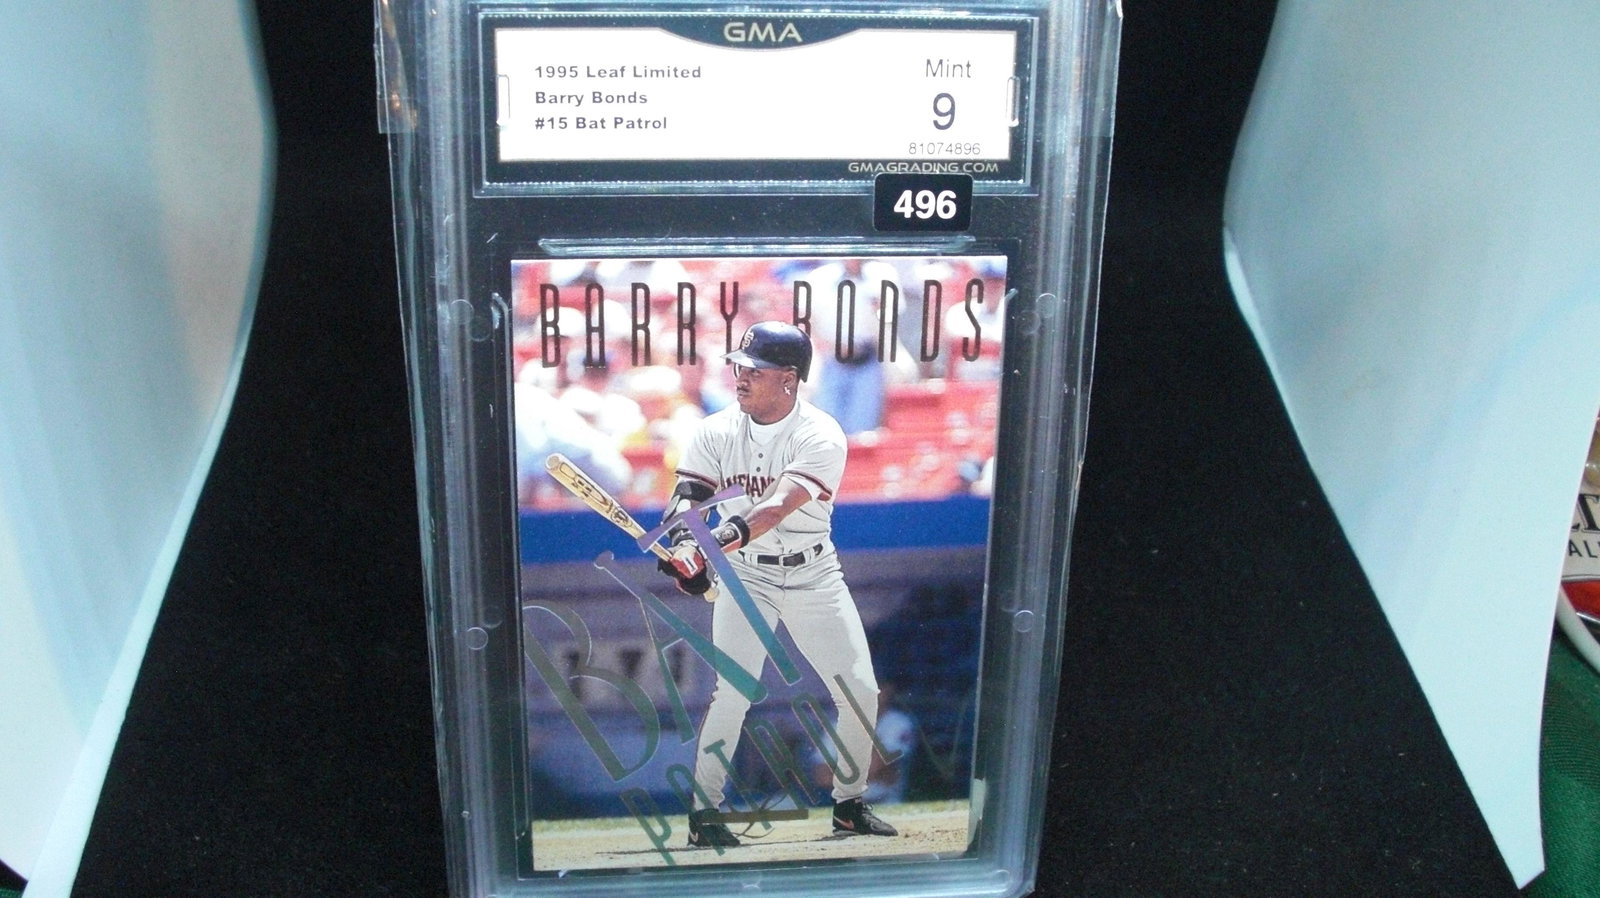 GMA
1995 Leaf Limited
Barry Bonds
#15 Bat Patrol
Mint
9
81074896
GMAGRADING.COM
496
BARRY BONDS
SF
BAT
PATROL